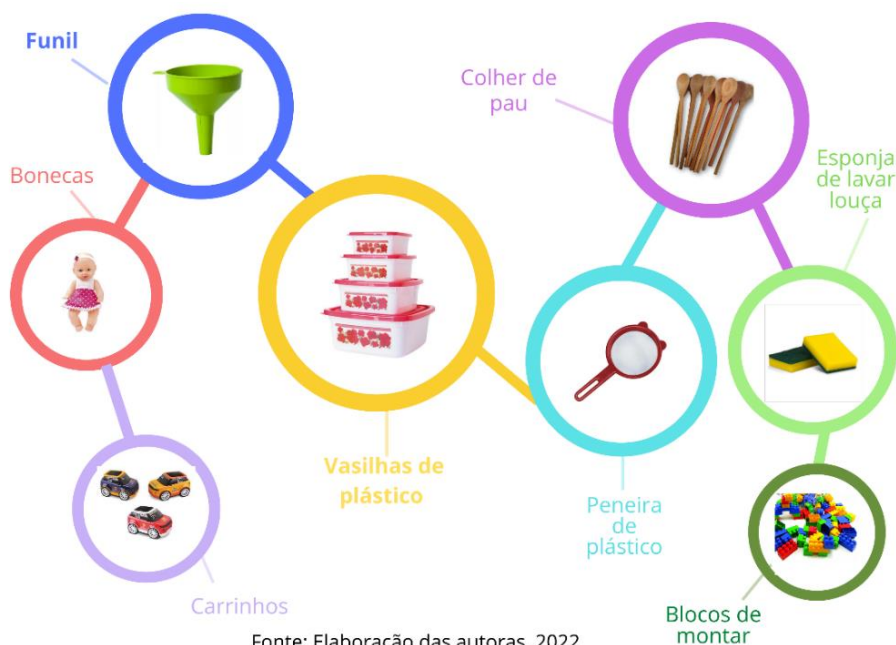 Funil
Colher de
pau
Bonecas
Esponja
de lavar
louça
Vasilhas de
plástico
Peneira
de
plástico
Carrinhos
Blocos de
montar
Fonte: Elaboração das autoras, 2022